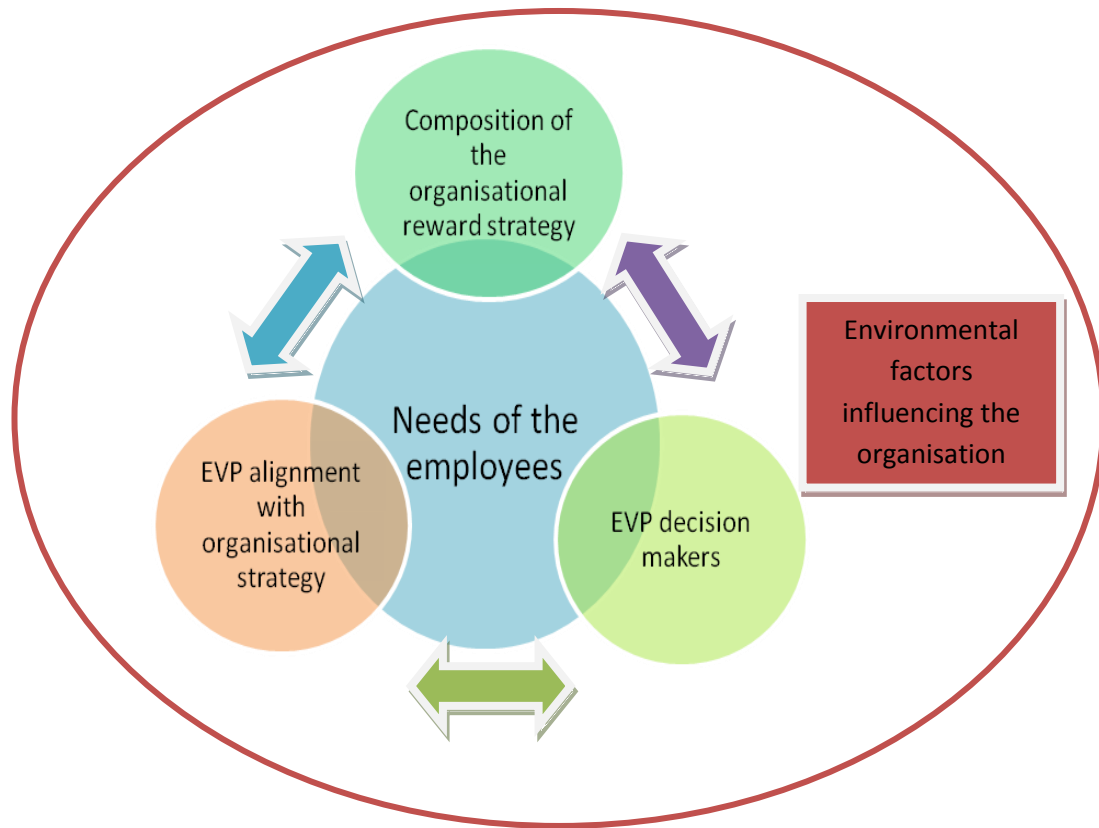 Composition of
the
organisational
reward strategy
Environmental
factors
influencing the
organisation
Needs of the
employees
EVP alignment
with
organisational
strategy
EVP decision
makers